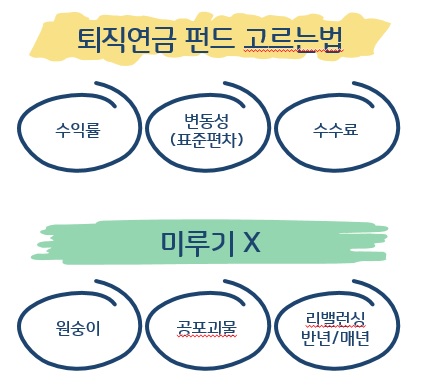 퇴직연금 펀드 고르는법
수익률
변동성
(표준편차)
수수료
미루기 X
원숭이
공포괴물
리밸런싱
반년/매년